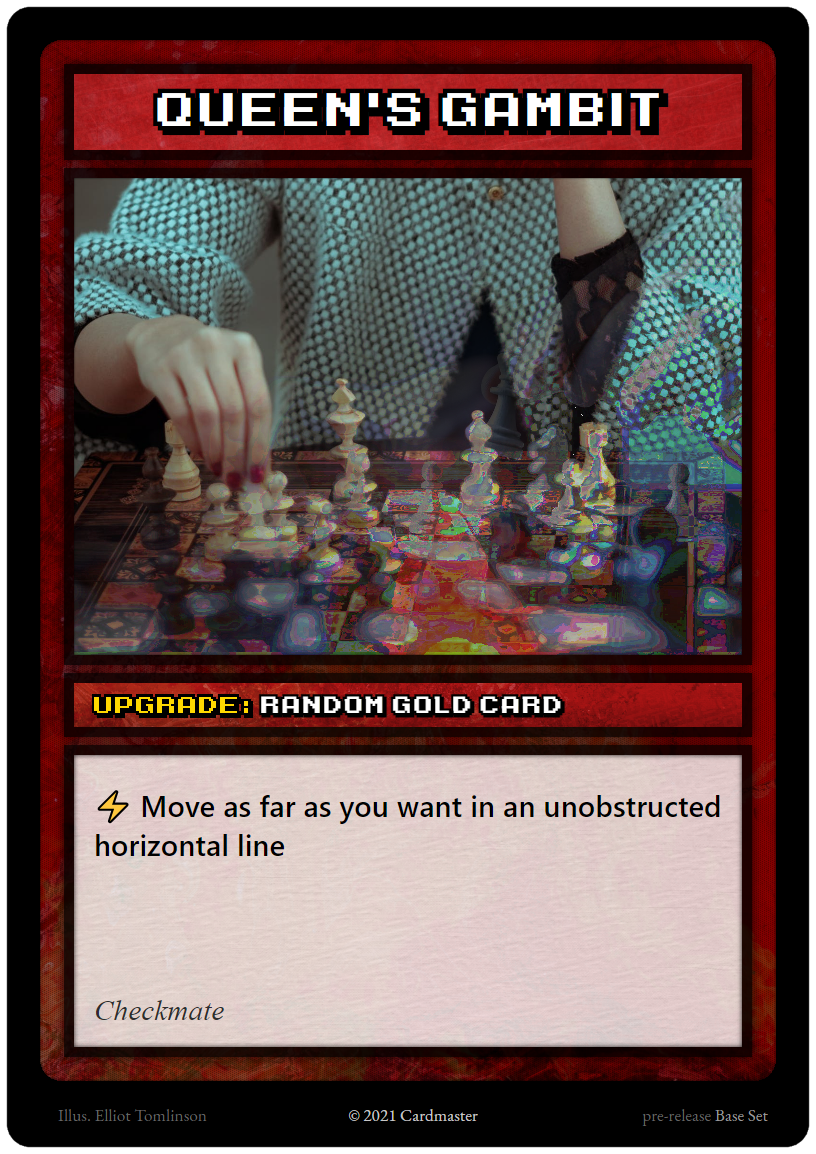 QUEEN'S GAMBIT
UPGRADE: RANDOM GOLD CARD
⚡ Move as far as you want in an unobstructed
horizontal line
Checkmate
Illus. Elliot Tomlinson © 2021 Cardmaster pre-release Base Set